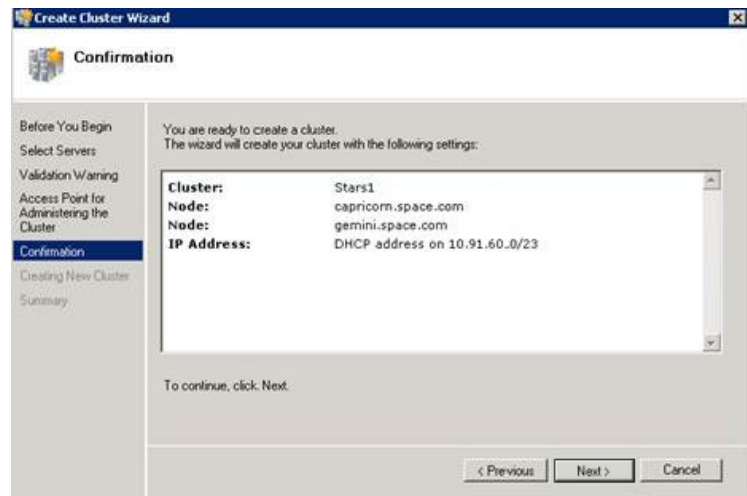 Create Cluster Wizard
Confirmation
Before You Begin
Select Servers
Validation Warning
Access Point for
Administering the
Cluster
Confirmation
Creating New Cluster
Summary
You are ready to create a cluster.
The wizard will create your cluster with the following settings:
Cluster: Stars1
Node: capricorn.space.com
Node: gemini.space.com
IP Address: DHCP address on 10.91.60.0/23
To continue, click. Next.
< Previous
Next >
Cancel